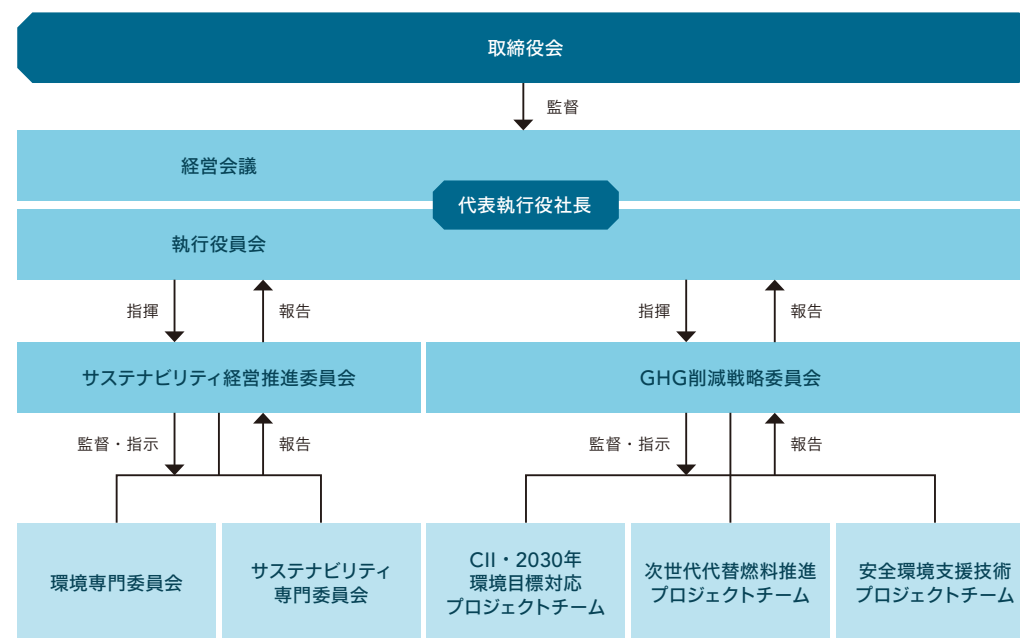 取締役会
監督
経営会議
代表執行役社長
執行役員会
指揮
報告
指揮
報告
サステナビリティ経営推進委員会
GHG削減戦略委員会
監督・指示
報告
監督・指示
報告
環境専門委員会
サステナビリティ
専門委員会
CII・2030年
環境目標対応
プロジェクトチーム
次世代代替燃料推進
プロジェクトチーム
安全環境支援技術
プロジェクトチーム